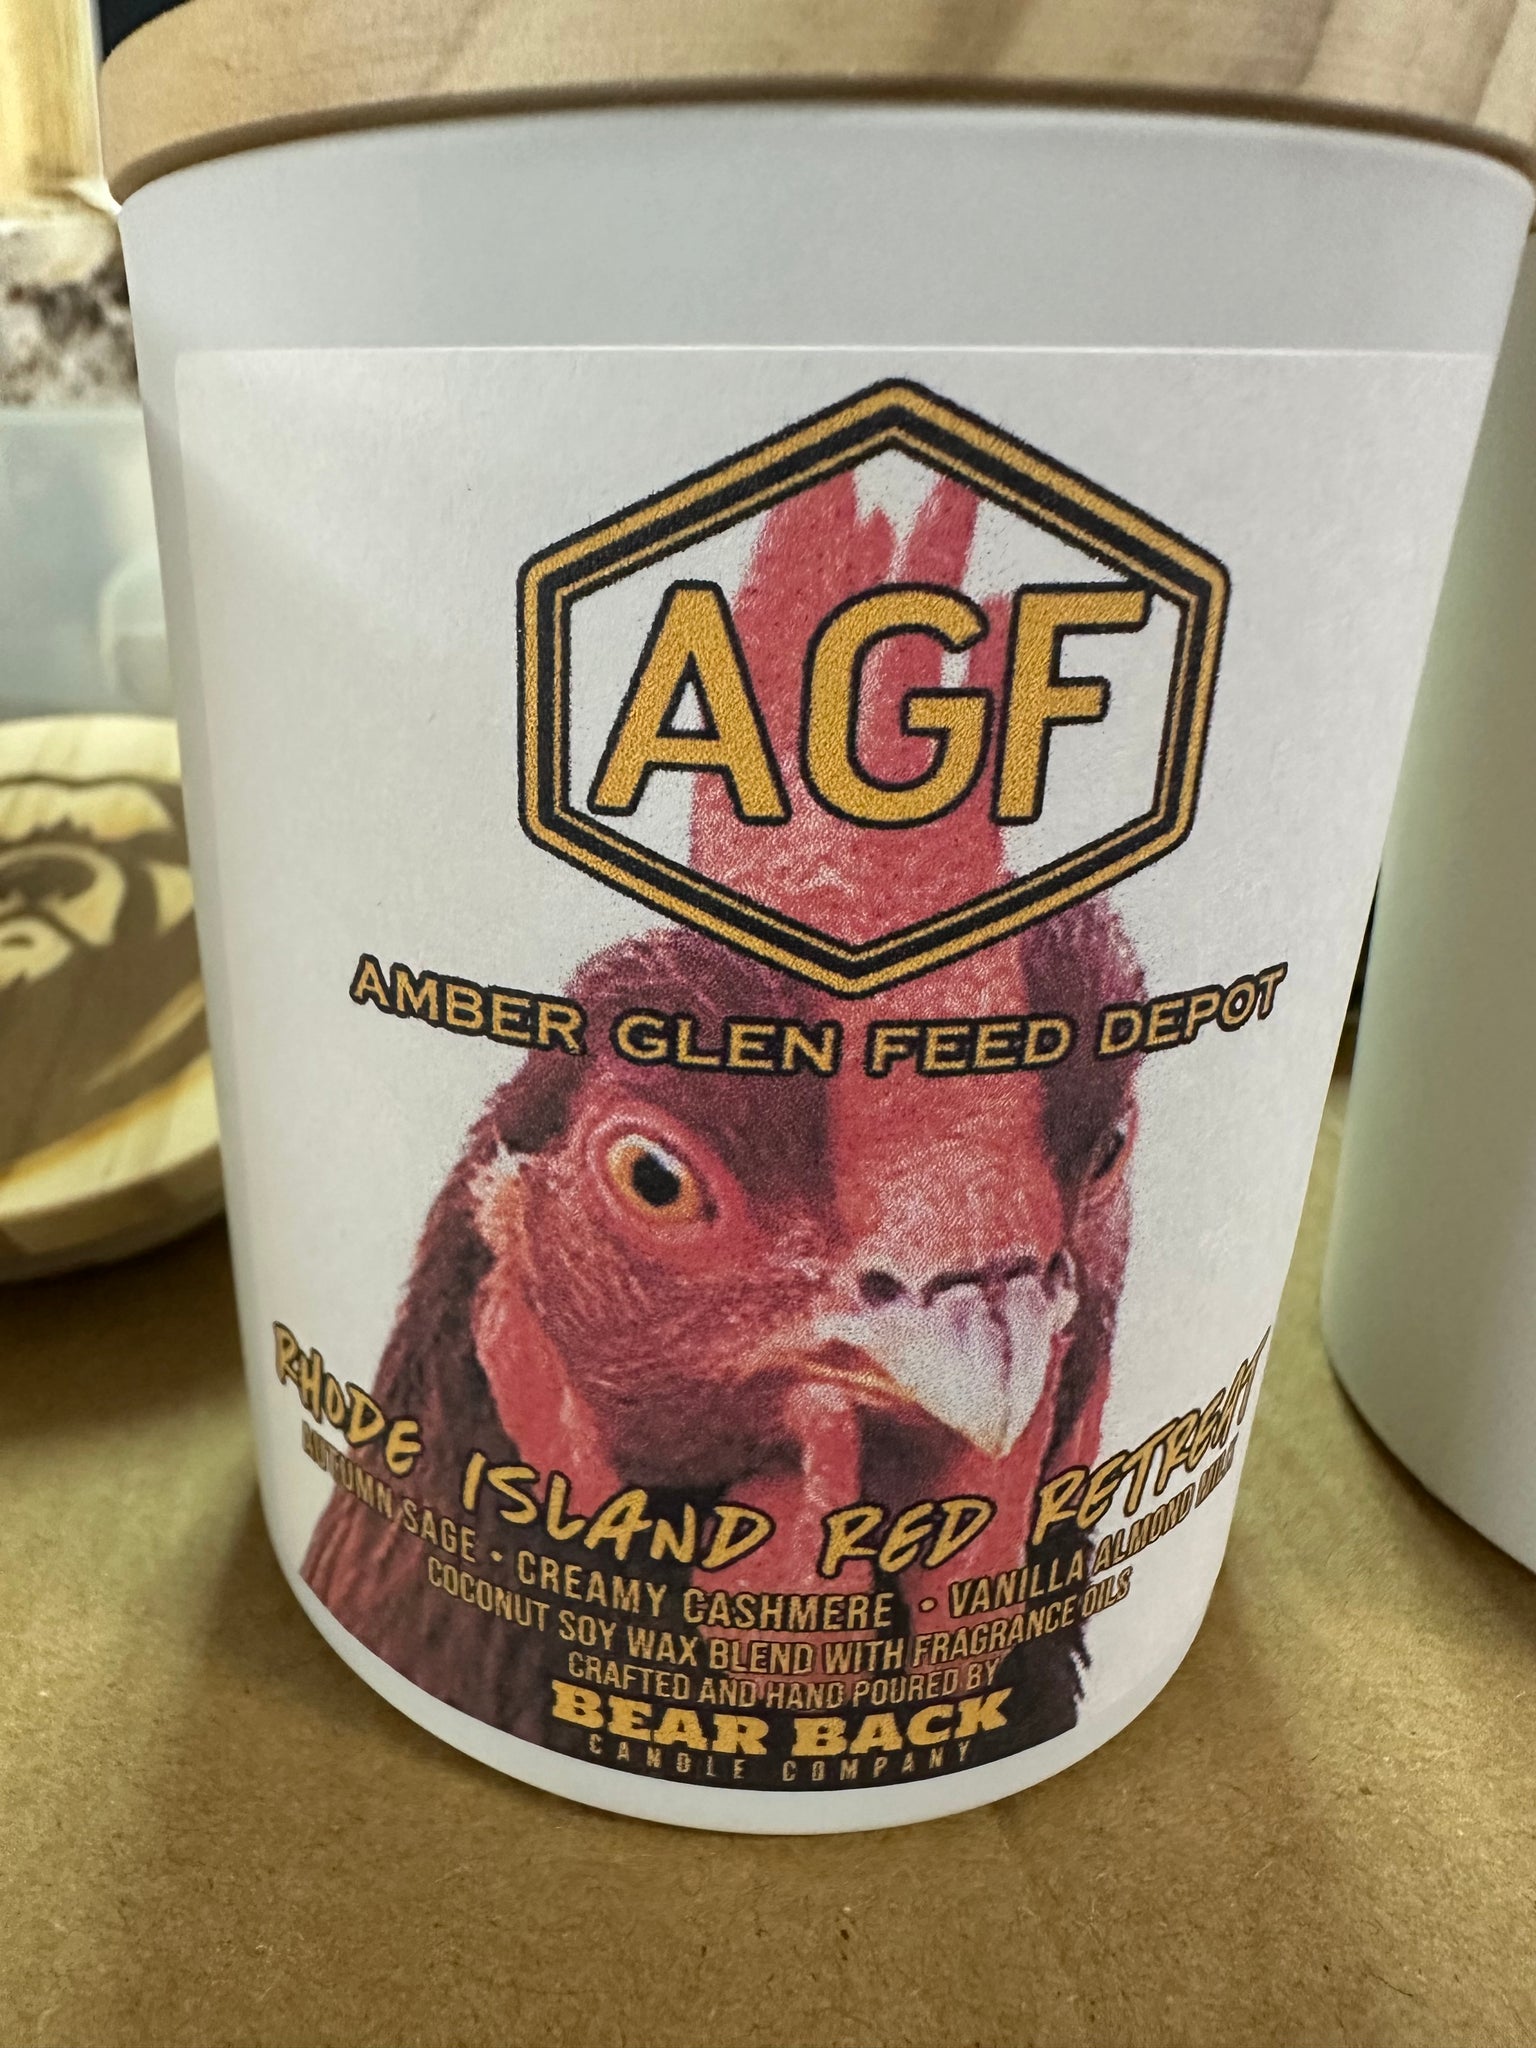 AGF
AMBER GLEN FEED DEPOT
RHODE ISLAND RED RETREAT
AUTUMN SAGE • CREAMY CASHMERE • VANILLA ALMOND MILK
COCONUT SOY WAX BLEND WITH FRAGRANCE OILS
CRAFTED AND HAND POURED BY
BEAR BACK
CANDLE COMPANY